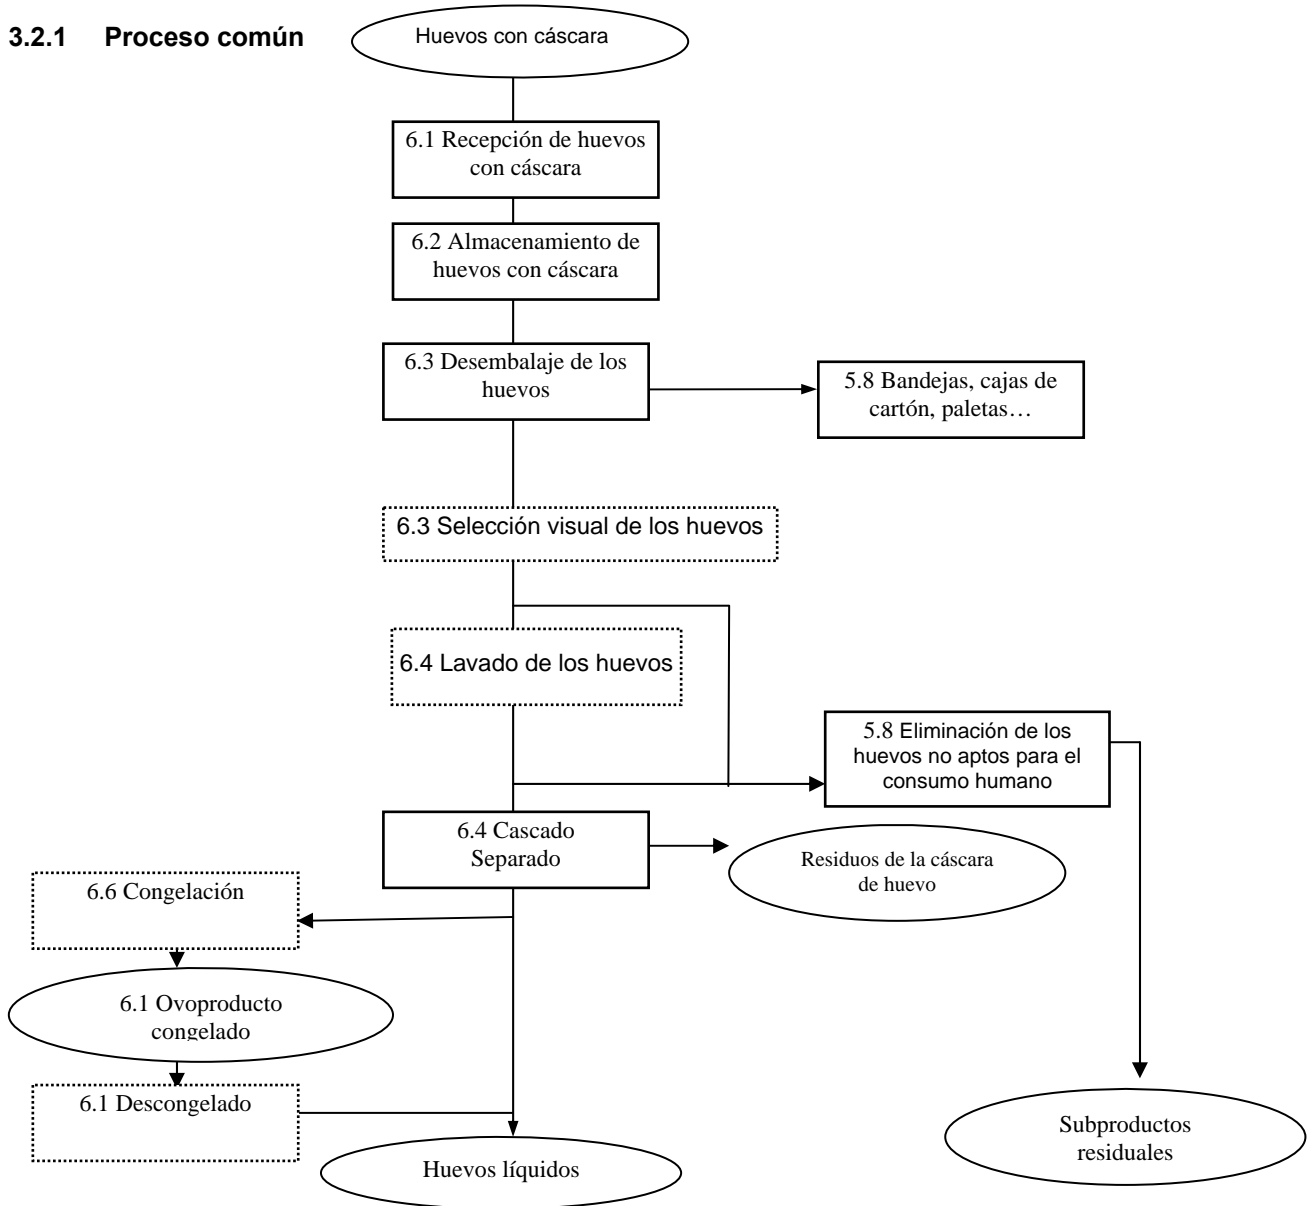 3.2.1 Proceso común
Huevos con cáscara
6.1 Recepción de huevos
con cáscara
6.2 Almacenamiento de
huevos con cáscara
6.3 Desembalaje de los
huevos
5.8 Bandejas, cajas de
cartón, paletas…
6.3 Selección visual de los huevos
6.4 Lavado de los huevos
5.8 Eliminación de los
huevos no aptos para el
consumo humano
6.4 Cascado
Separado
Residuos de la cáscara
de huevo
6.6 Congelación
6.1 Ovoproducto
congelado
6.1 Descongelado
Subproductos
residuales
Huevos líquidos